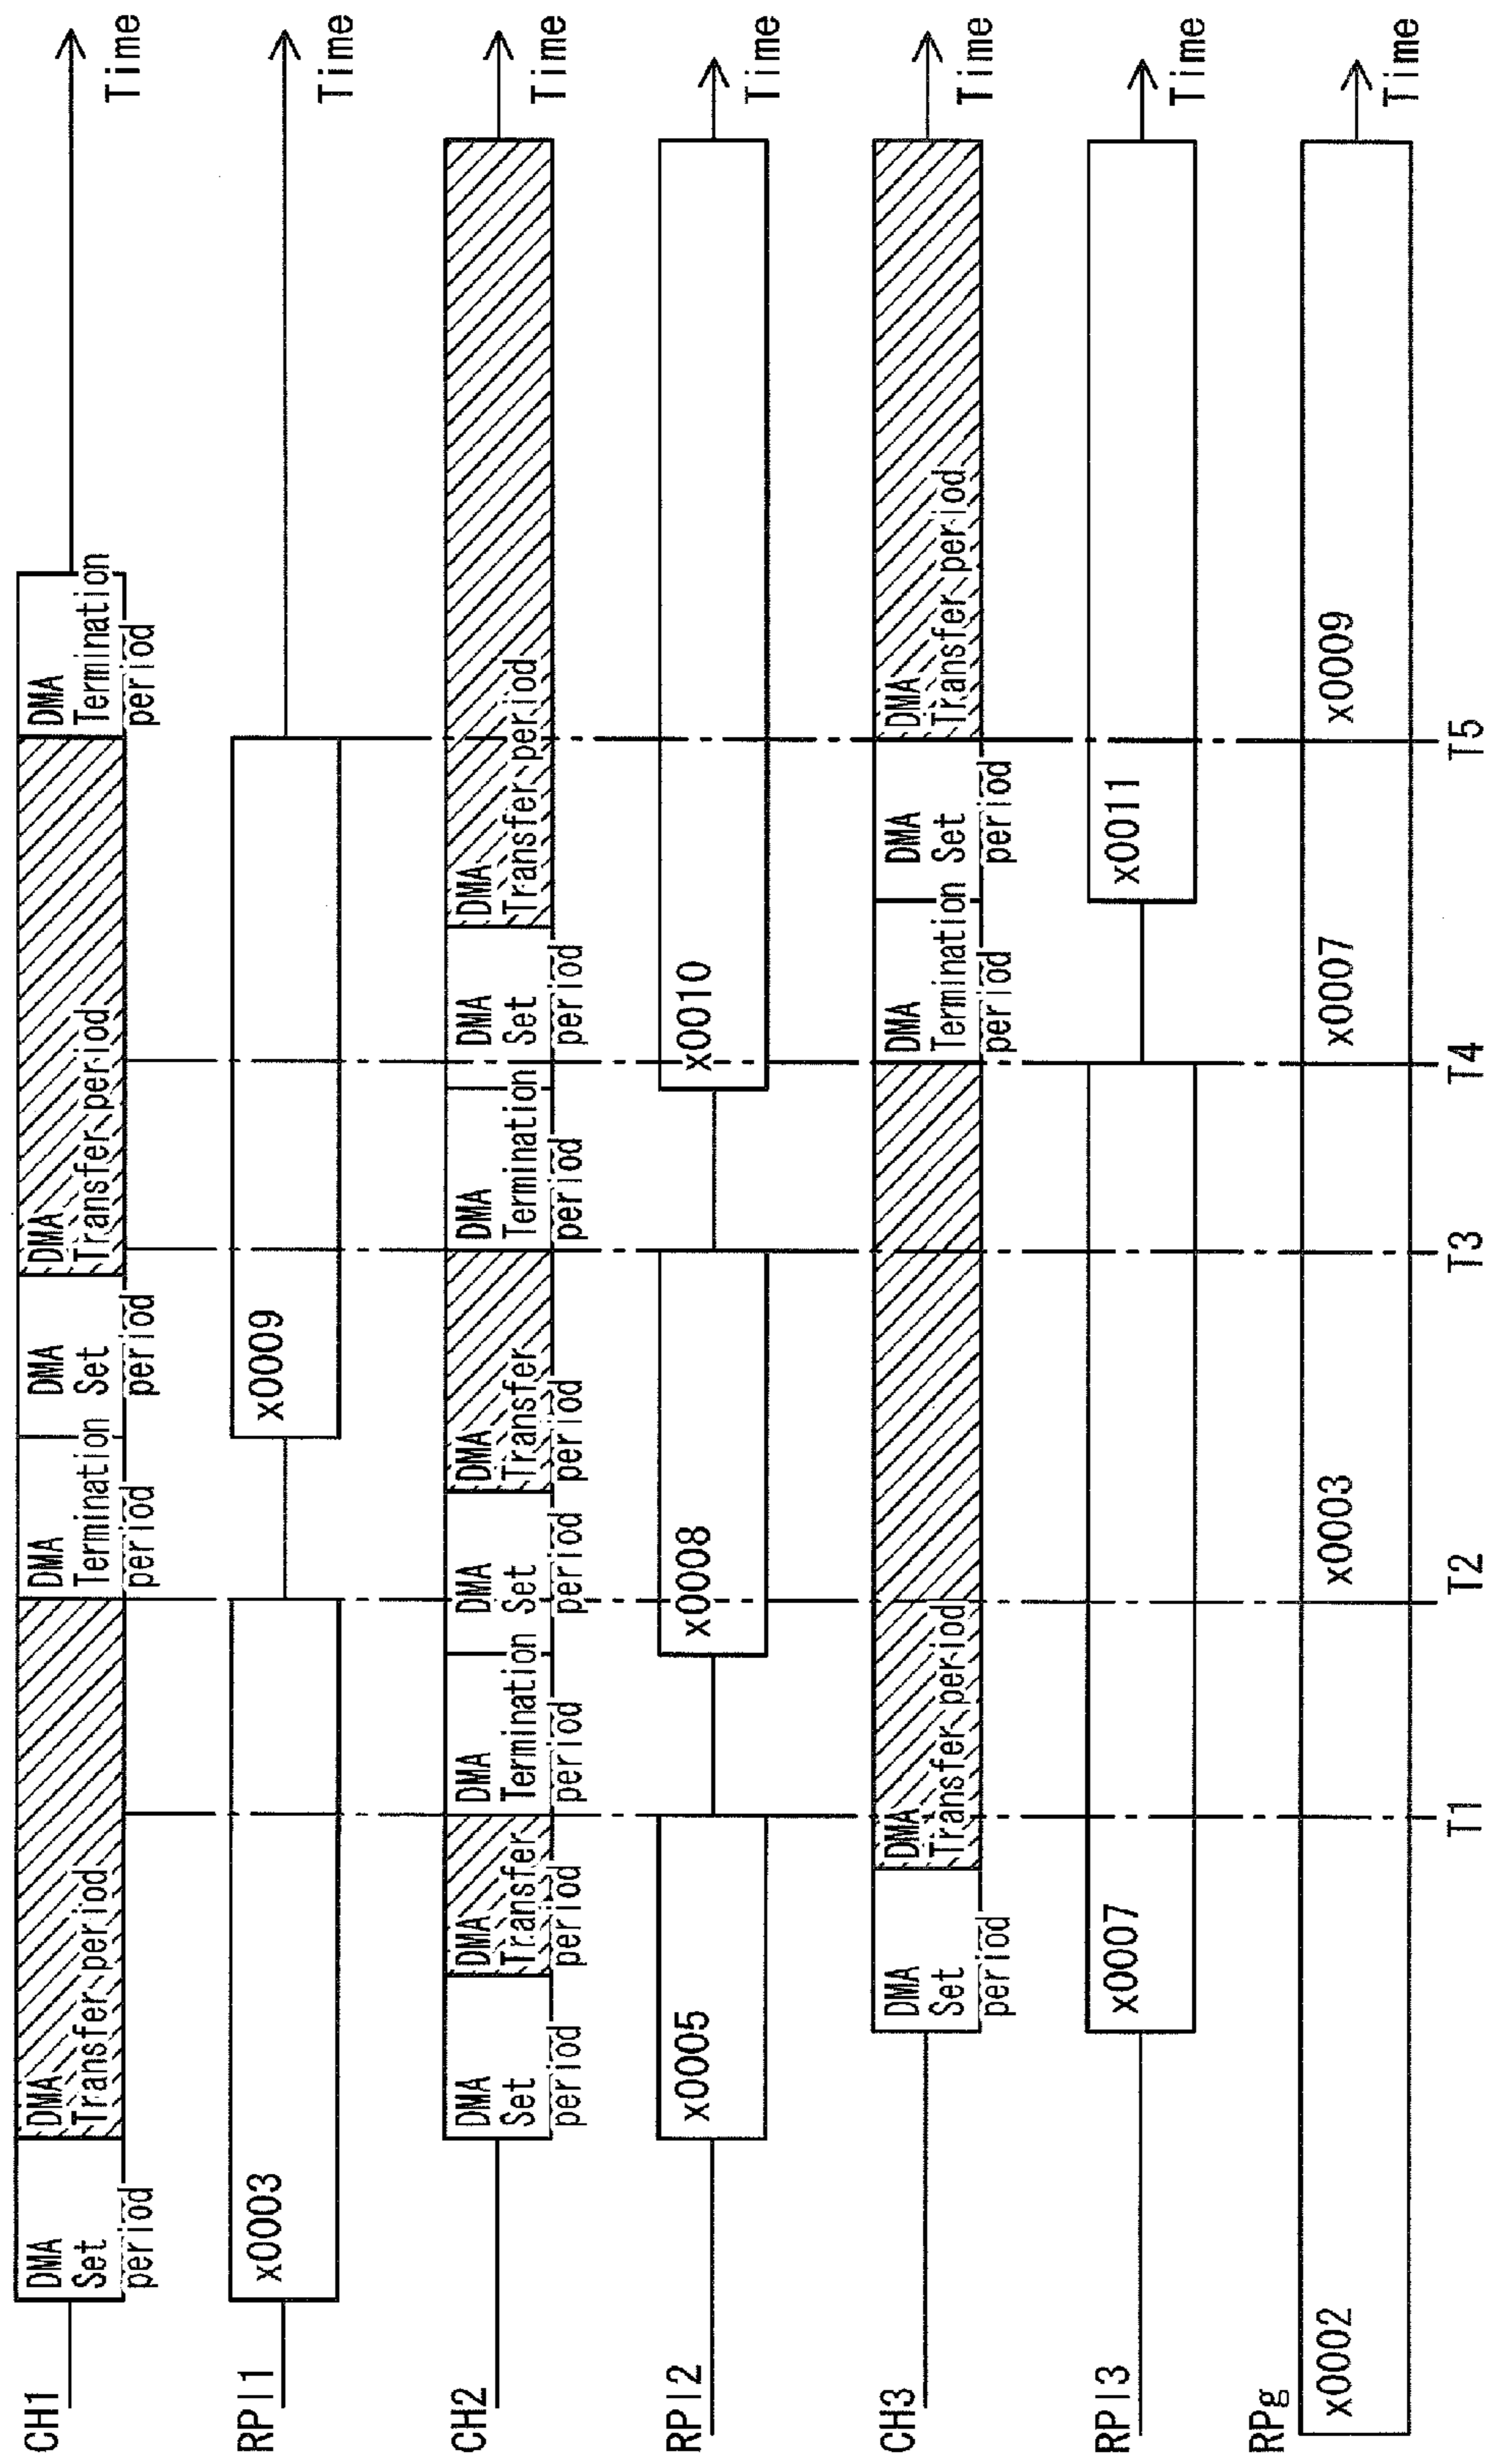 CH1
DMA
Set
period
DMA
Transfer period
DMA
Termination
period
DMA
Set
period
DMA
Transfer period
DMA
Termination
period
Time
RPl1
x0003
x0009
Time
CH2
DMA
Set
period
DMA
Transfer
period
DMA
Termination
period
DMA
Set
period
DMA
Transfer
period
DMA
Termination
period
DMA
Set
period
DMA
Transfer period
Time
RPl2
x0005
x0008
x0010
Time
CH3
DMA
Set
period
DMA
Transfer period
DMA
Termination
period
DMA
Set
period
DMA
Transfer period
Time
RPl3
x0007
x0011
Time
RPg
x0002
x0003
x0007
x0009
Time
T1
T2
T3
T4
T5